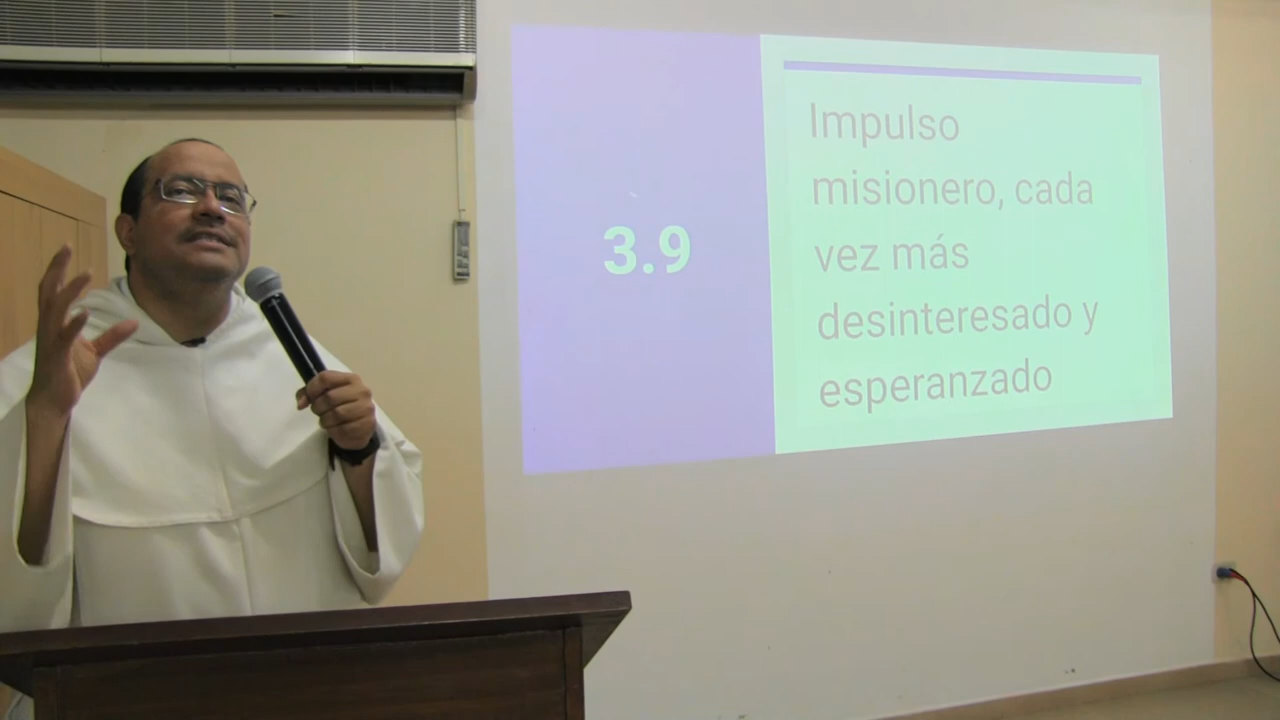 3.9
Impulso
misionero, cada
vez más
desinteresado y
esperanzado